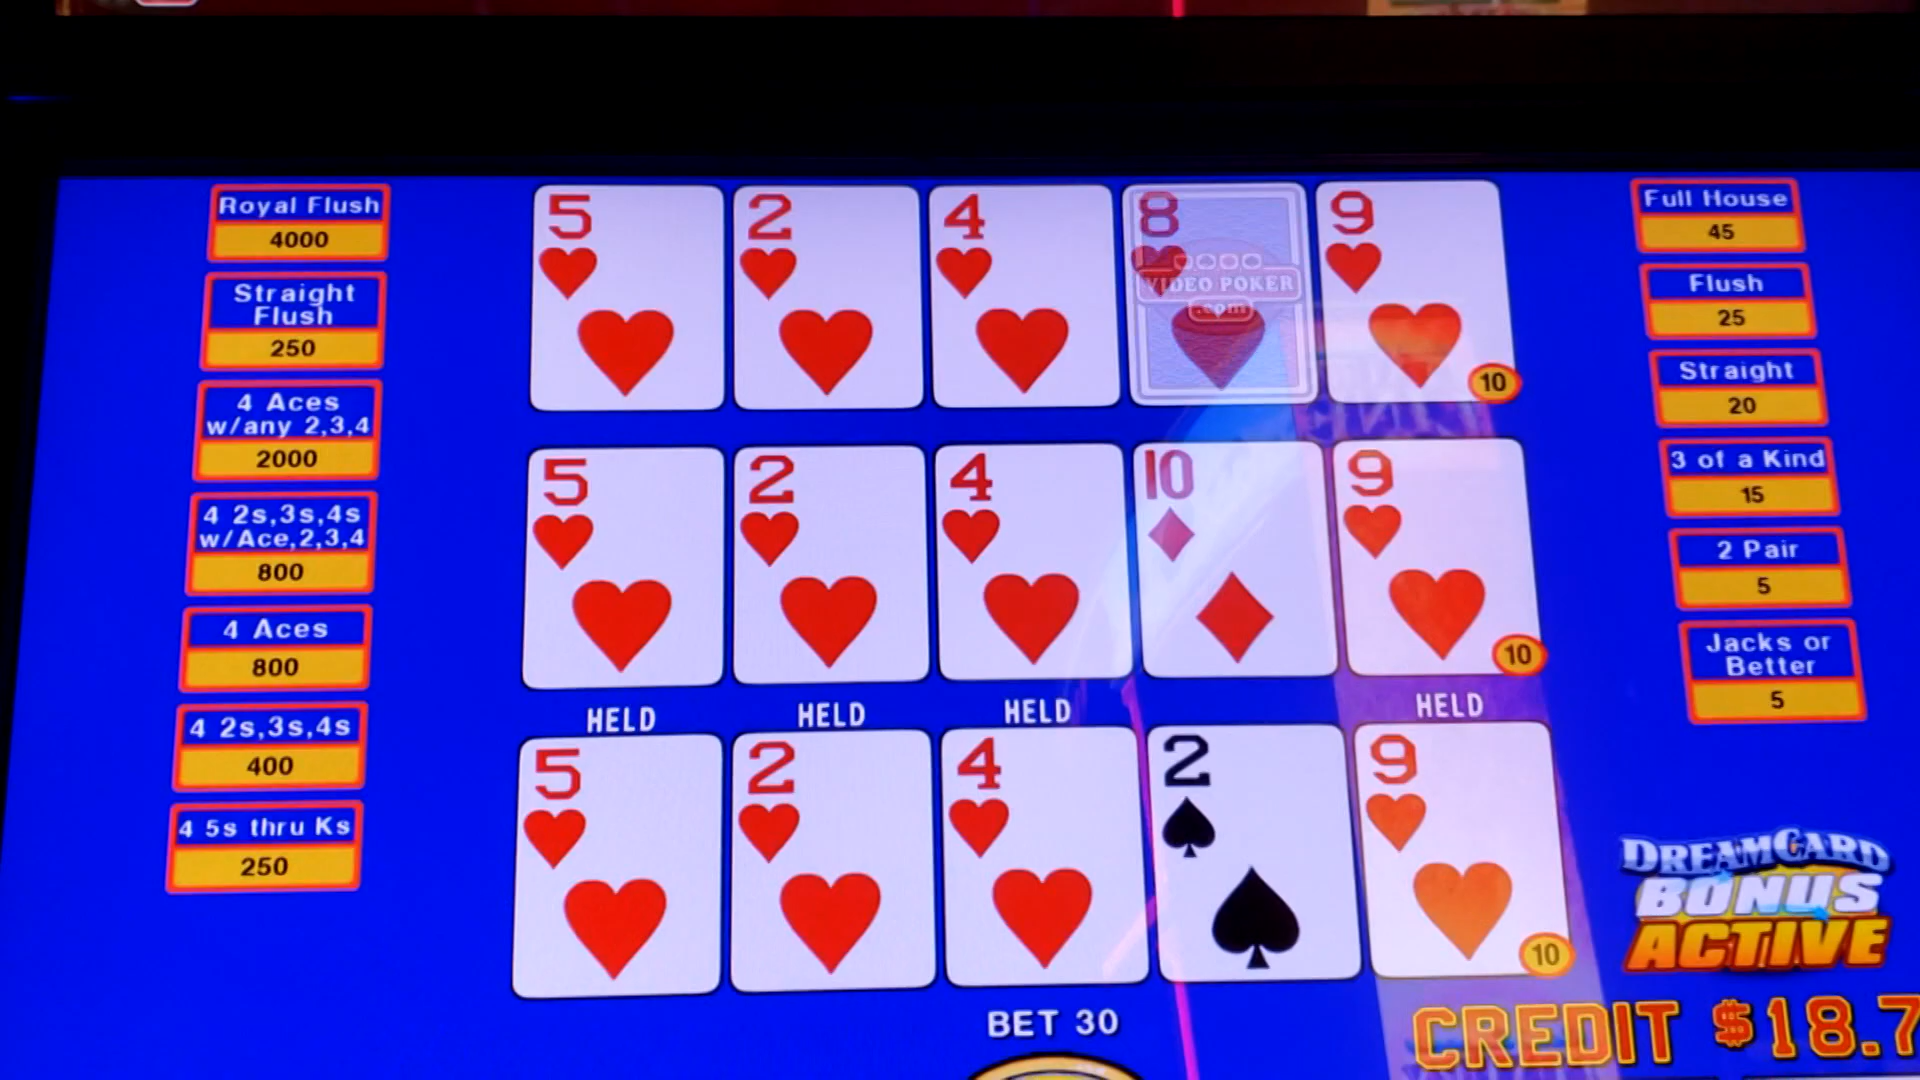 Royal Flush
4000
Straight
Flush
250
4 Aces
w/any 2,3,4
2000
4 2s,3s,4s
w/Ace,2,3,4
800
4 Aces
800
4 2s,3s,4s
400
4 5s thru Ks
250
5 2 4 8 9
VIDEO POKER
.com
10
5 2 4 10 9
10
HELD HELD HELD HELD
5 2 4 2 9
10
BET 30
Full House
45
Flush
25
Straight
20
3 of a Kind
15
2 Pair
5
Jacks or
Better
5
DREAMCARD
BONUS
ACTIVE
CREDIT $18.7